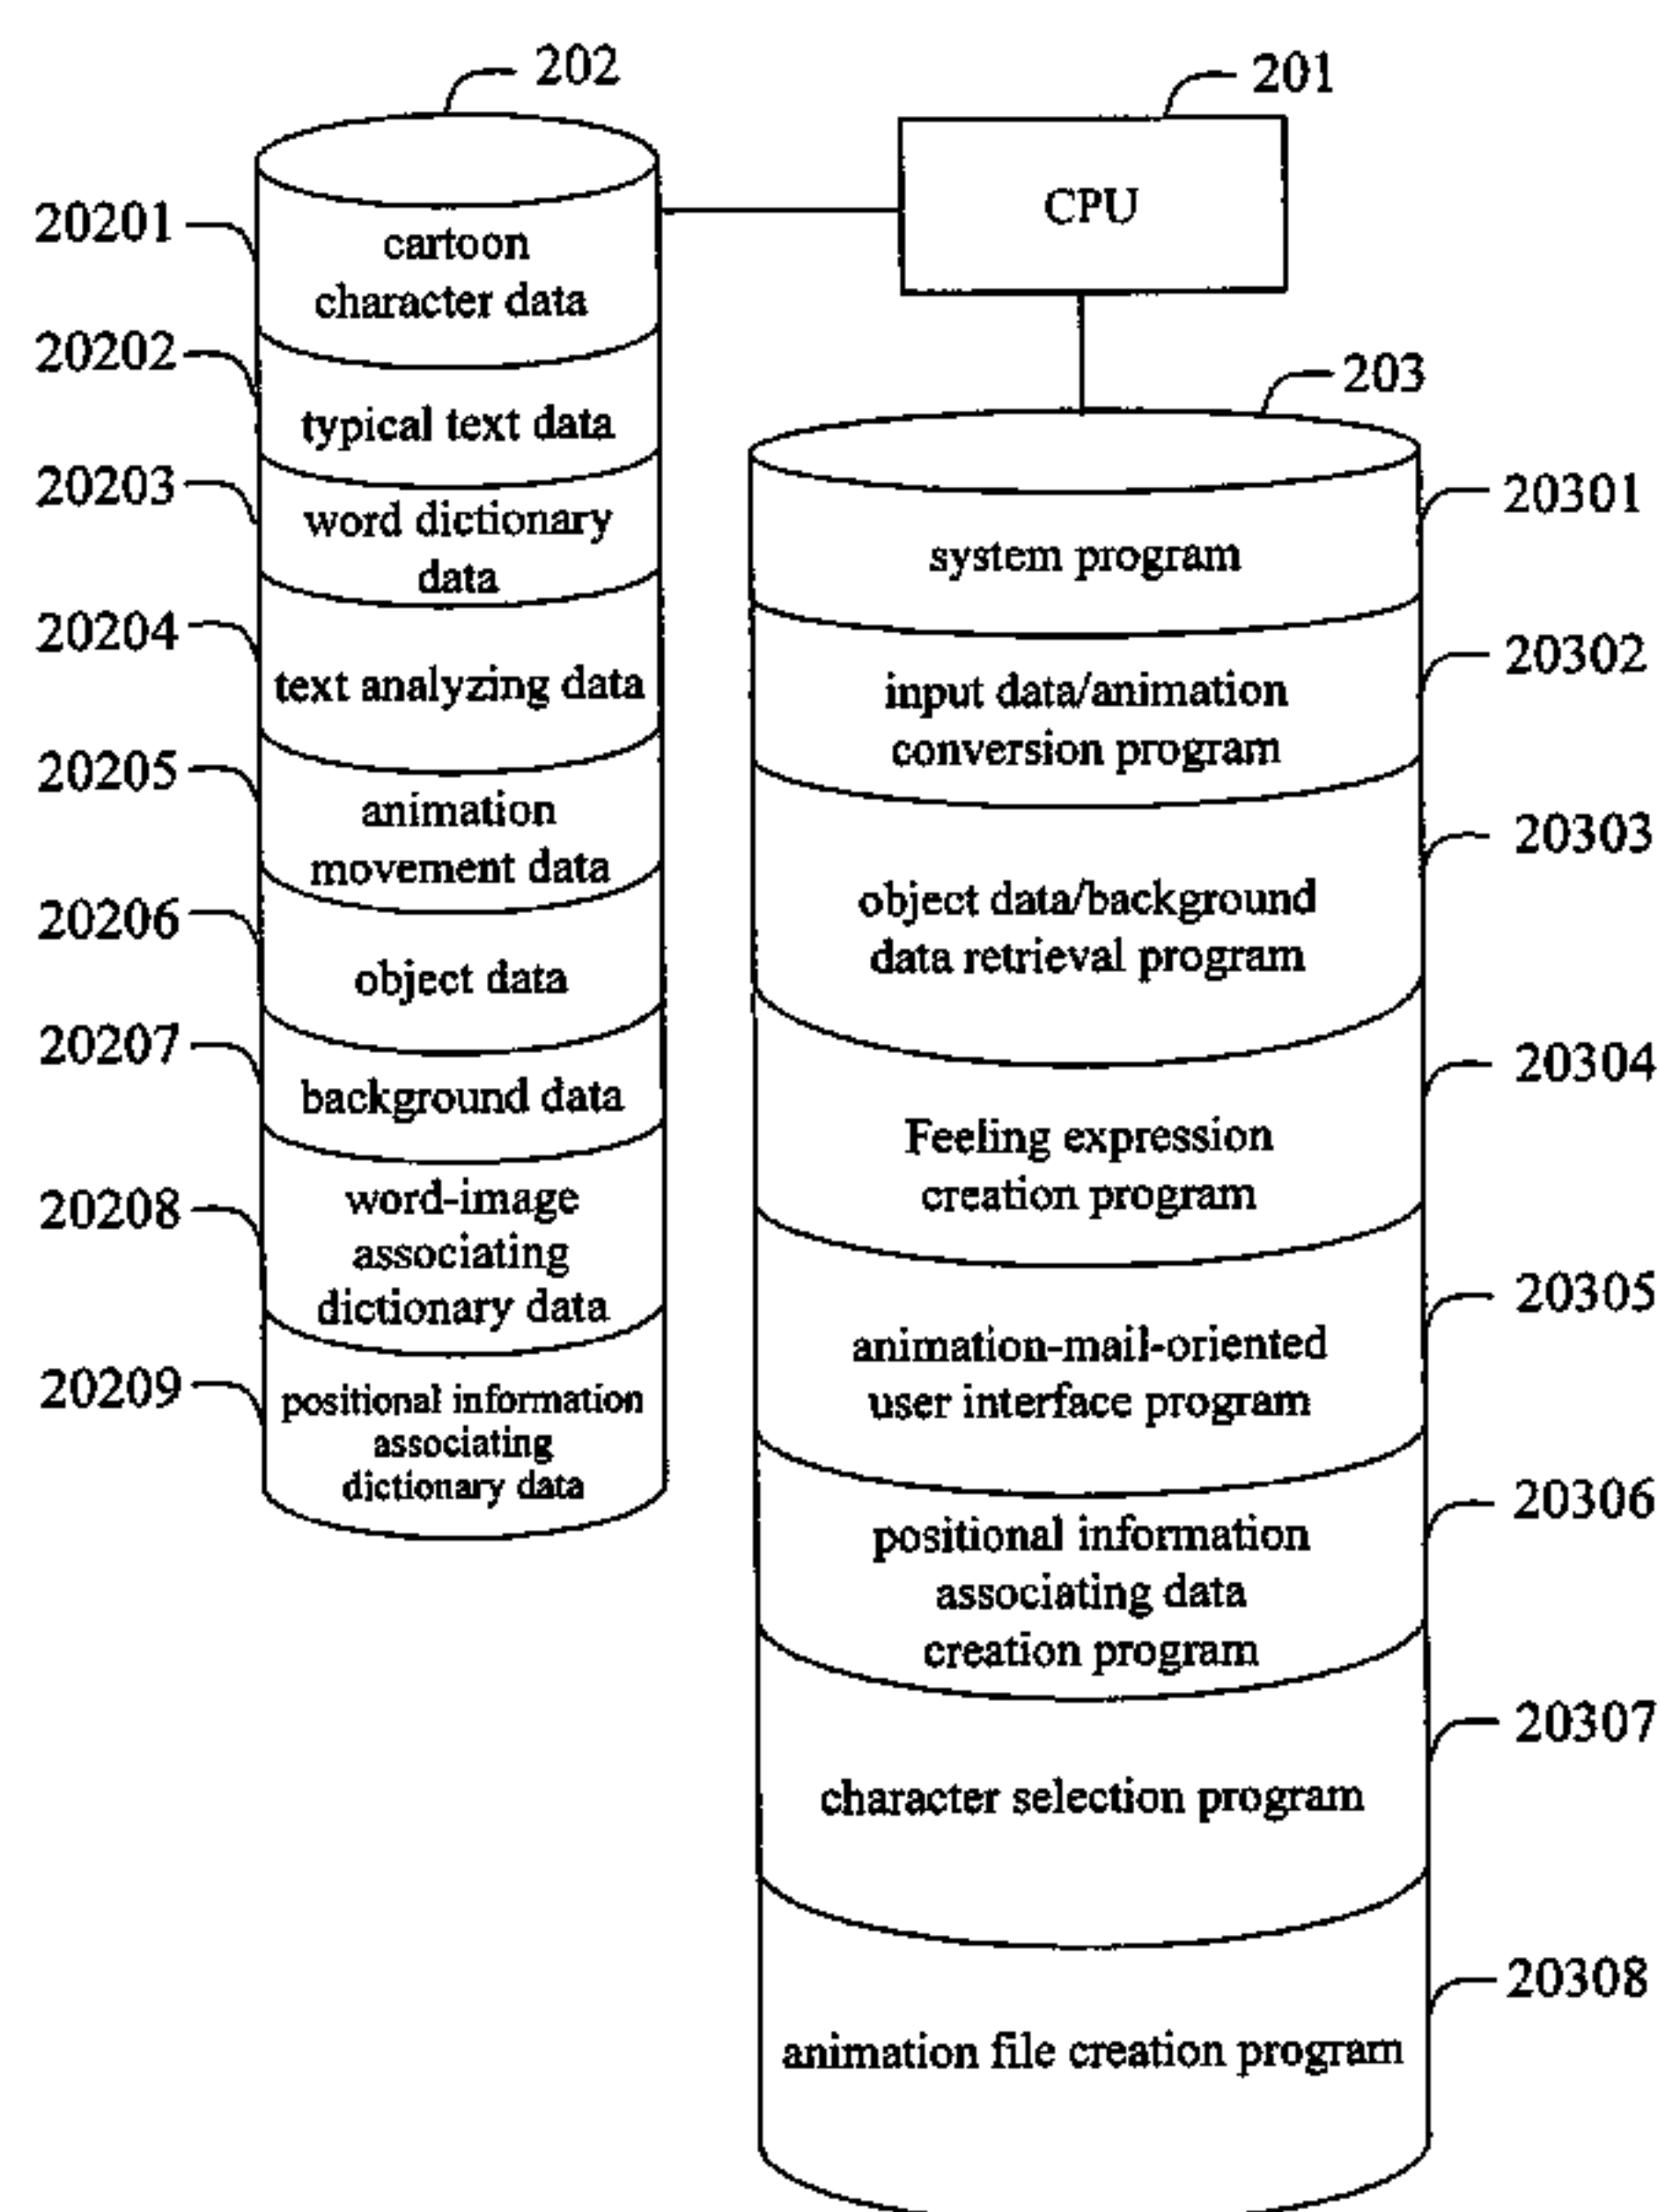 202
201
CPU
20201
cartoon
character data
20202
typical text data
20203
word dictionary
data
20204
text analyzing data
20205
animation
movement data
20206
object data
20207
background data
20208
word-image
associating
dictionary data
20209
positional information
associating
dictionary data
203
20301
system program
20302
input data/animation
conversion program
20303
object data/background
data retrieval program
20304
Feeling expression
creation program
20305
animation-mail-oriented
user interface program
20306
positional information
associating data
creation program
20307
character selection program
20308
animation file creation program